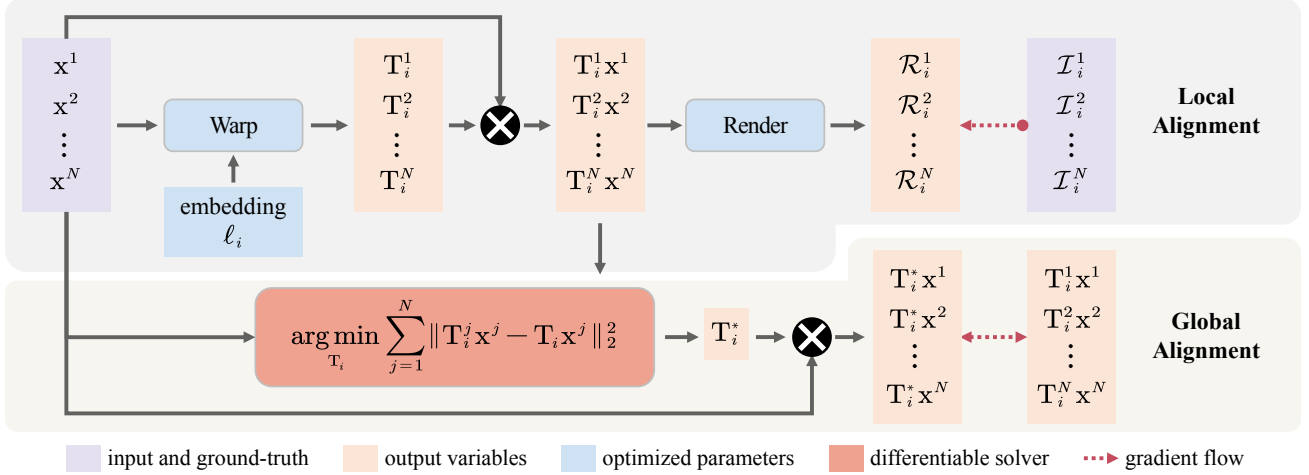 x^1
x^2
⋮
x^N
Warp
embedding
ℓ_i
T_i^1
T_i^2
⋮
T_i^N
T_i^1 x^1
T_i^2 x^2
⋮
T_i^N x^N
Render
R_i^1
R_i^2
⋮
R_i^N
I_i^1
I_i^2
⋮
I_i^N
Local
Alignment
arg min_{T_i} ∑_{j=1}^{N} ‖ T_i^j x^j − T_i x^j ‖_2^2
T_i^*
T_i^* x^1
T_i^* x^2
⋮
T_i^* x^N
T_i^1 x^1
T_i^2 x^2
⋮
T_i^N x^N
Global
Alignment
input and ground-truth
output variables
optimized parameters
differentiable solver
gradient flow